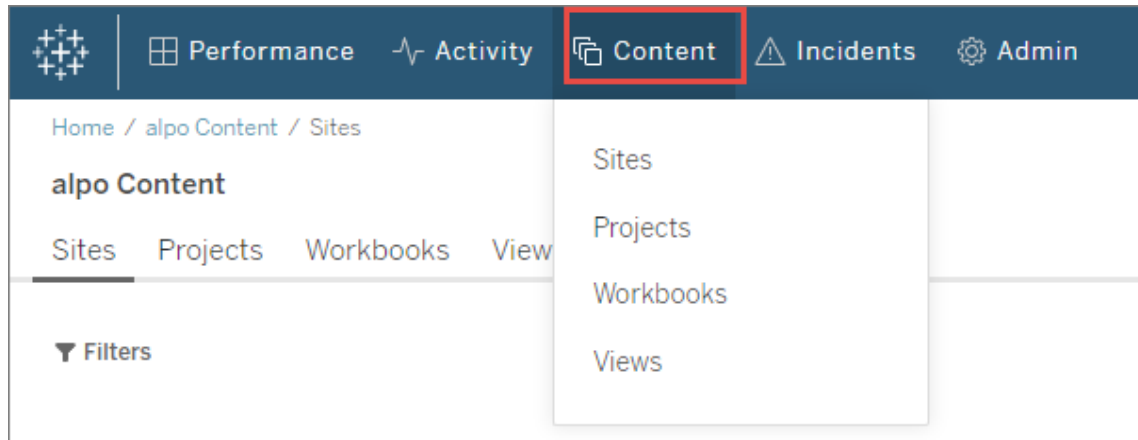 Performance Activity Content Incidents Admin
Home / alpo Content / Sites
alpo Content
Sites Projects Workbooks View
Filters
Sites
Projects
Workbooks
Views